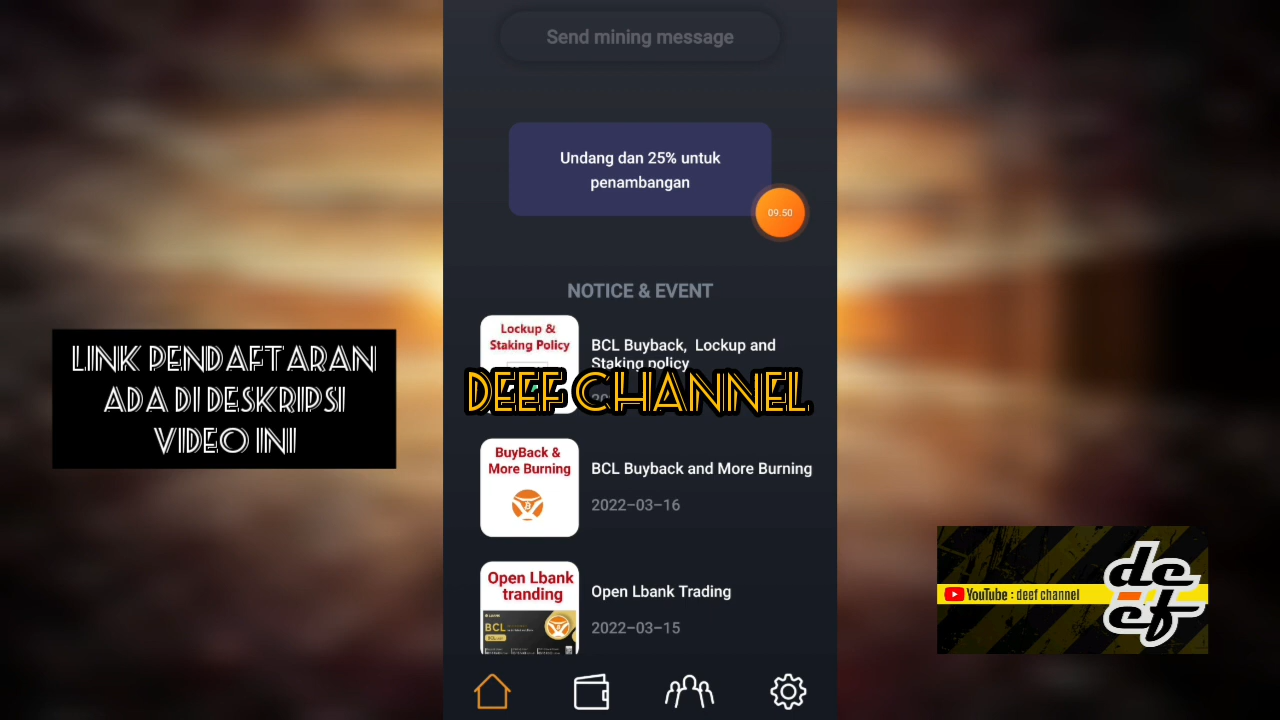 Send mining message
Undang dan 25% untuk
penambangan
09:50
NOTICE & EVENT
Lockup &
Staking Policy
BCL Buyback, Lockup and
Staking policy
DEEF CHANNEL
LINK PENDAFTARAN
ADA DI DESKRIPSI
VIDEO INI
BuyBack &
More Burning
BCL Buyback and More Burning
2022-03-16
Open Lbank
tranding
BCL
Open Lbank Trading
2022-03-15
YouTube : deef channel
de
ef